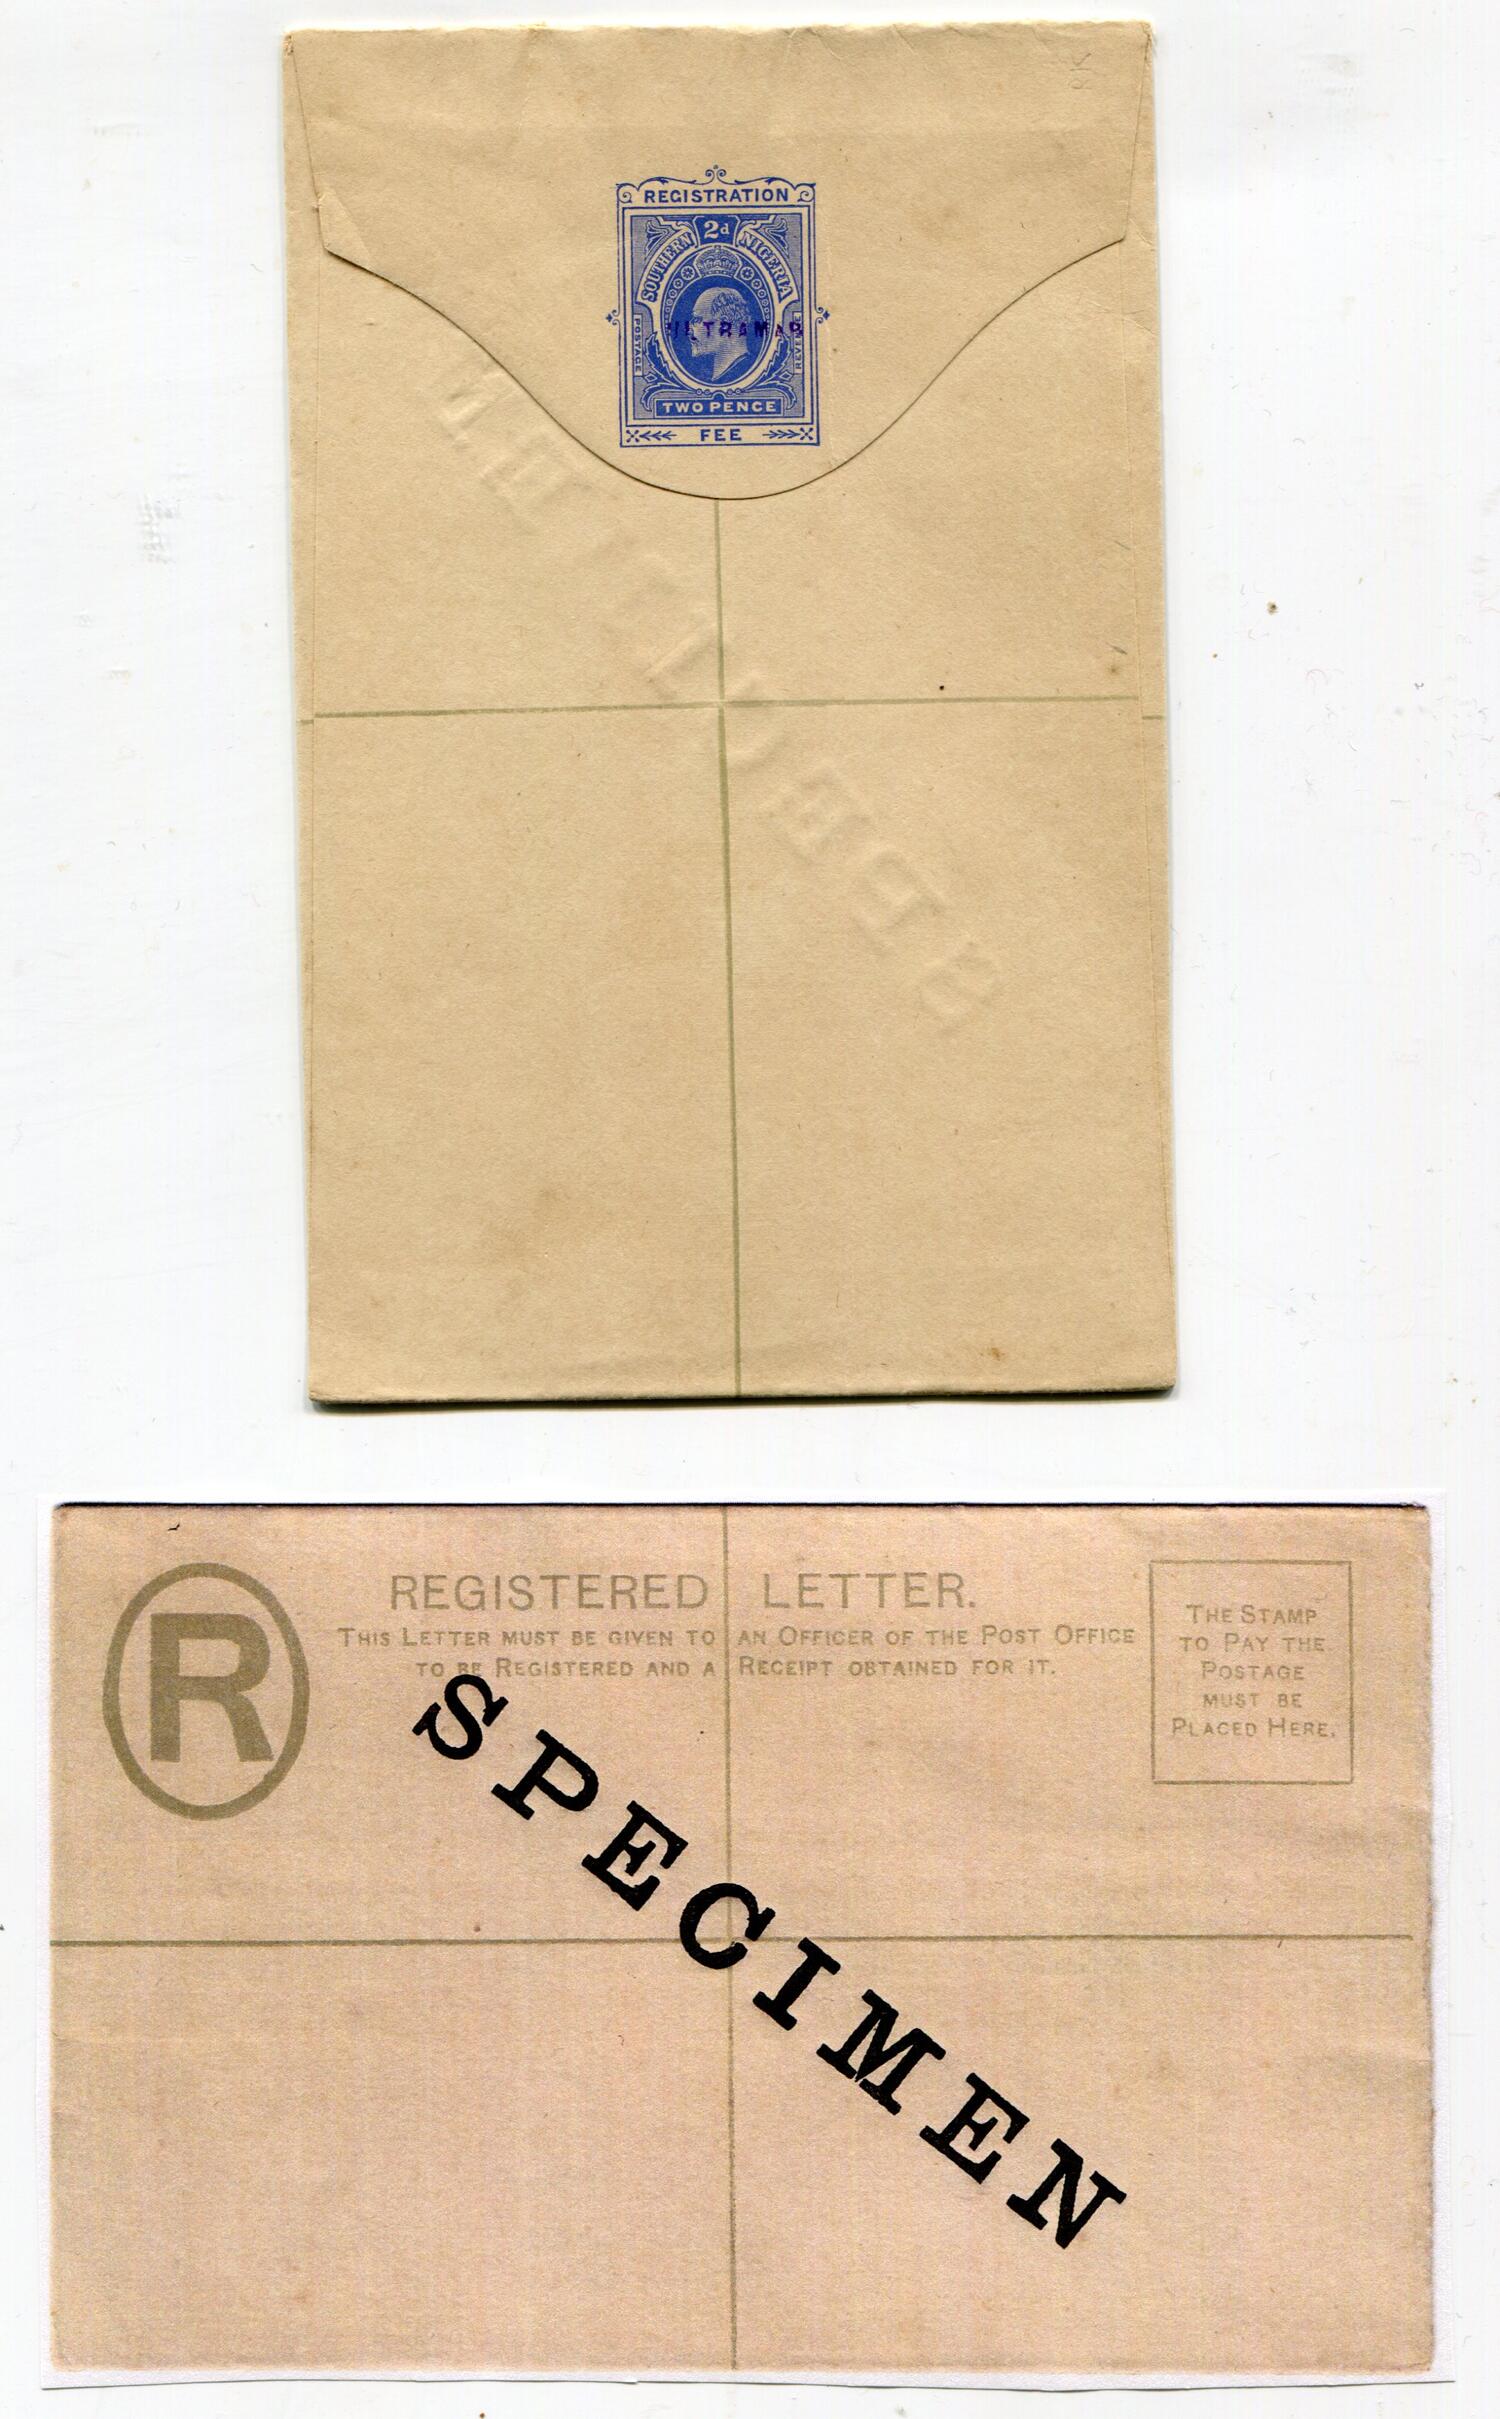 REGISTRATION
2d
SOUTHERN NIGERIA
POSTAGE
REVENUE
ULTRAMAR
TWO PENCE
FEE
R
REGISTERED LETTER.
THIS LETTER MUST BE GIVEN TO AN OFFICER OF THE POST OFFICE
TO BE REGISTERED AND A RECEIPT OBTAINED FOR IT.
THE STAMP
TO PAY THE
POSTAGE
MUST BE
PLACED HERE.
SPECIMEN